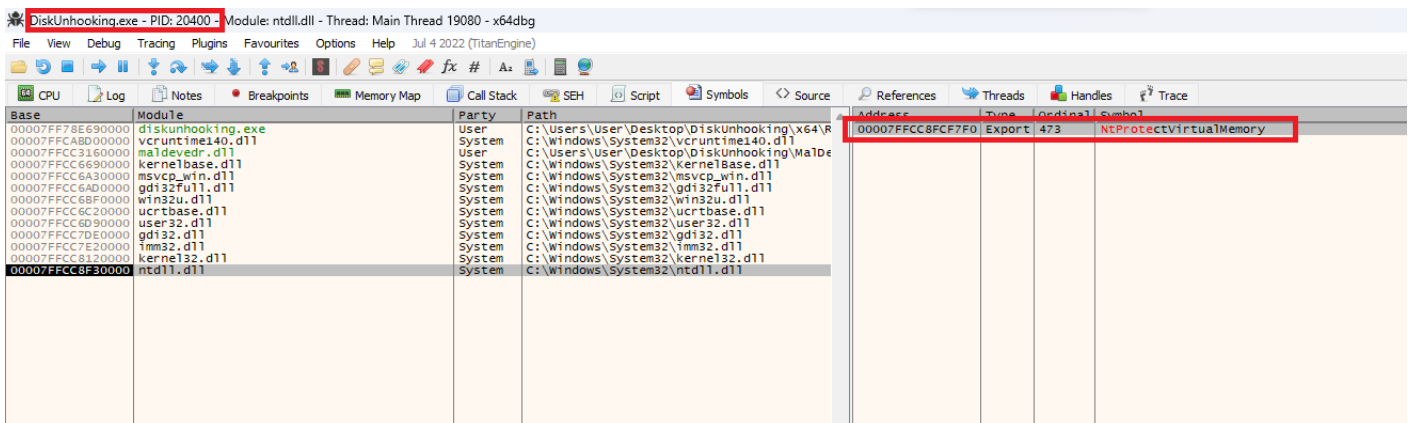 DiskUnhooking.exe - PID: 20400 - Module: ntdll.dll - Thread: Main Thread 19080 - x64dbg
File View Debug Tracing Plugins Favourites Options Help Jul 4 2022 (TitanEngine)
CPU Log Notes Breakpoints Memory Map Call Stack SEH Script Symbols Source References Threads Handles Trace
Base Module Party Path Address Type Ordinal Symbol
00007FF78E690000 diskunhooking.exe User C:\Users\User\Desktop\DiskUnhooking\x64\R 00007FFCC8FCF7F0 Export 473 NtProtectVirtualMemory
00007FFCABD00000 vcruntime140.dll System C:\Windows\System32\vcruntime140.dll
00007FFCC3160000 maldevedr.dll User C:\Users\User\Desktop\DiskUnhooking\MalDe
00007FFCC6690000 kernelbase.dll System C:\Windows\System32\KernelBase.dll
00007FFCC6A30000 msvcp_win.dll System C:\Windows\System32\msvcp_win.dll
00007FFCC6AD0000 gdi32full.dll System C:\Windows\System32\gdi32full.dll
00007FFCC6BF0000 win32u.dll System C:\Windows\System32\win32u.dll
00007FFCC6C20000 ucrtbase.dll System C:\Windows\System32\ucrtbase.dll
00007FFCC6D90000 user32.dll System C:\Windows\System32\user32.dll
00007FFCC7DE0000 gdi32.dll System C:\Windows\System32\gdi32.dll
00007FFCC7E20000 imm32.dll System C:\Windows\System32\imm32.dll
00007FFCC8120000 kernel32.dll System C:\Windows\System32\kernel32.dll
00007FFCC8F30000 ntdll.dll System C:\Windows\System32\ntdll.dll